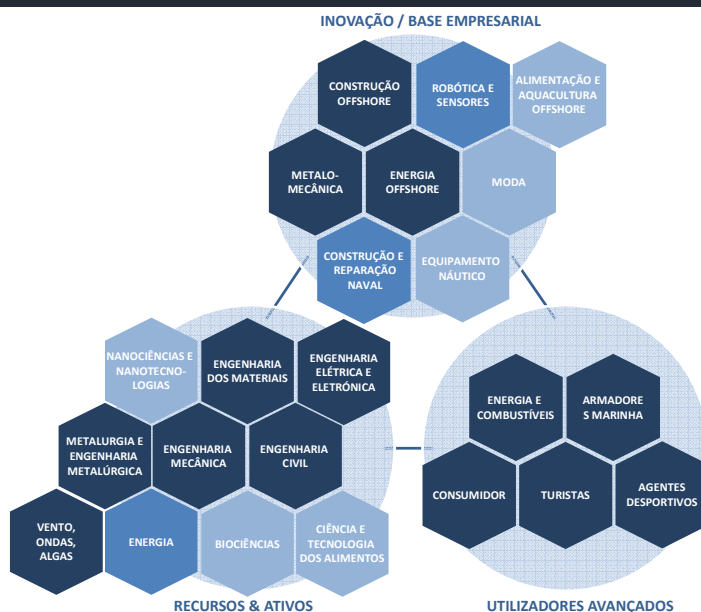 INOVAÇÃO / BASE EMPRESARIAL
CONSTRUÇÃO
OFFSHORE
ROBÓTICA E
SENSORES
ALIMENTAÇÃO E
AQUACULTURA
OFFSHORE
METALO-
MECÂNICA
ENERGIA
OFFSHORE
MODA
CONSTRUÇÃO E
REPARAÇÃO
NAVAL
EQUIPAMENTO
NÁUTICO
NANOCIÊNCIAS E
NANOTECNO-
LOGIAS
ENGENHARIA
DOS MATERIAIS
ENGENHARIA
ELÉTRICA E
ELETRÓNICA
METALURGIA E
ENGENHARIA
METALÚRGICA
ENGENHARIA
MECÂNICA
ENGENHARIA
CIVIL
VENTO,
ONDAS,
ALGAS
ENERGIA
BIOCIÊNCIAS
CIÊNCIA E
TECNOLOGIA
DOS ALIMENTOS
RECURSOS & ATIVOS
ENERGIA E
COMBUSTÍVEIS
ARMADORE
S MARINHA
CONSUMIDOR
TURISTAS
AGENTES
DESPORTIVOS
UTILIZADORES AVANÇADOS